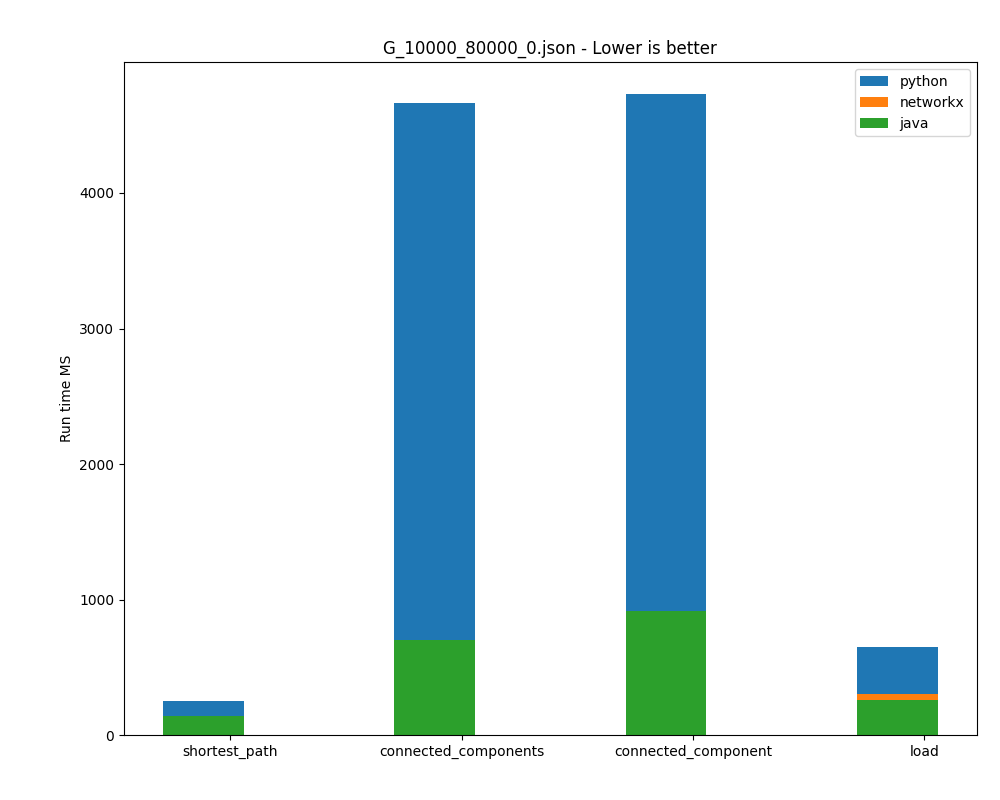 G_10000_80000_0.json - Lower is better
python
networkx
java
Run time MS
4000
3000
2000
1000
0
shortest_path
connected_components
connected_component
load